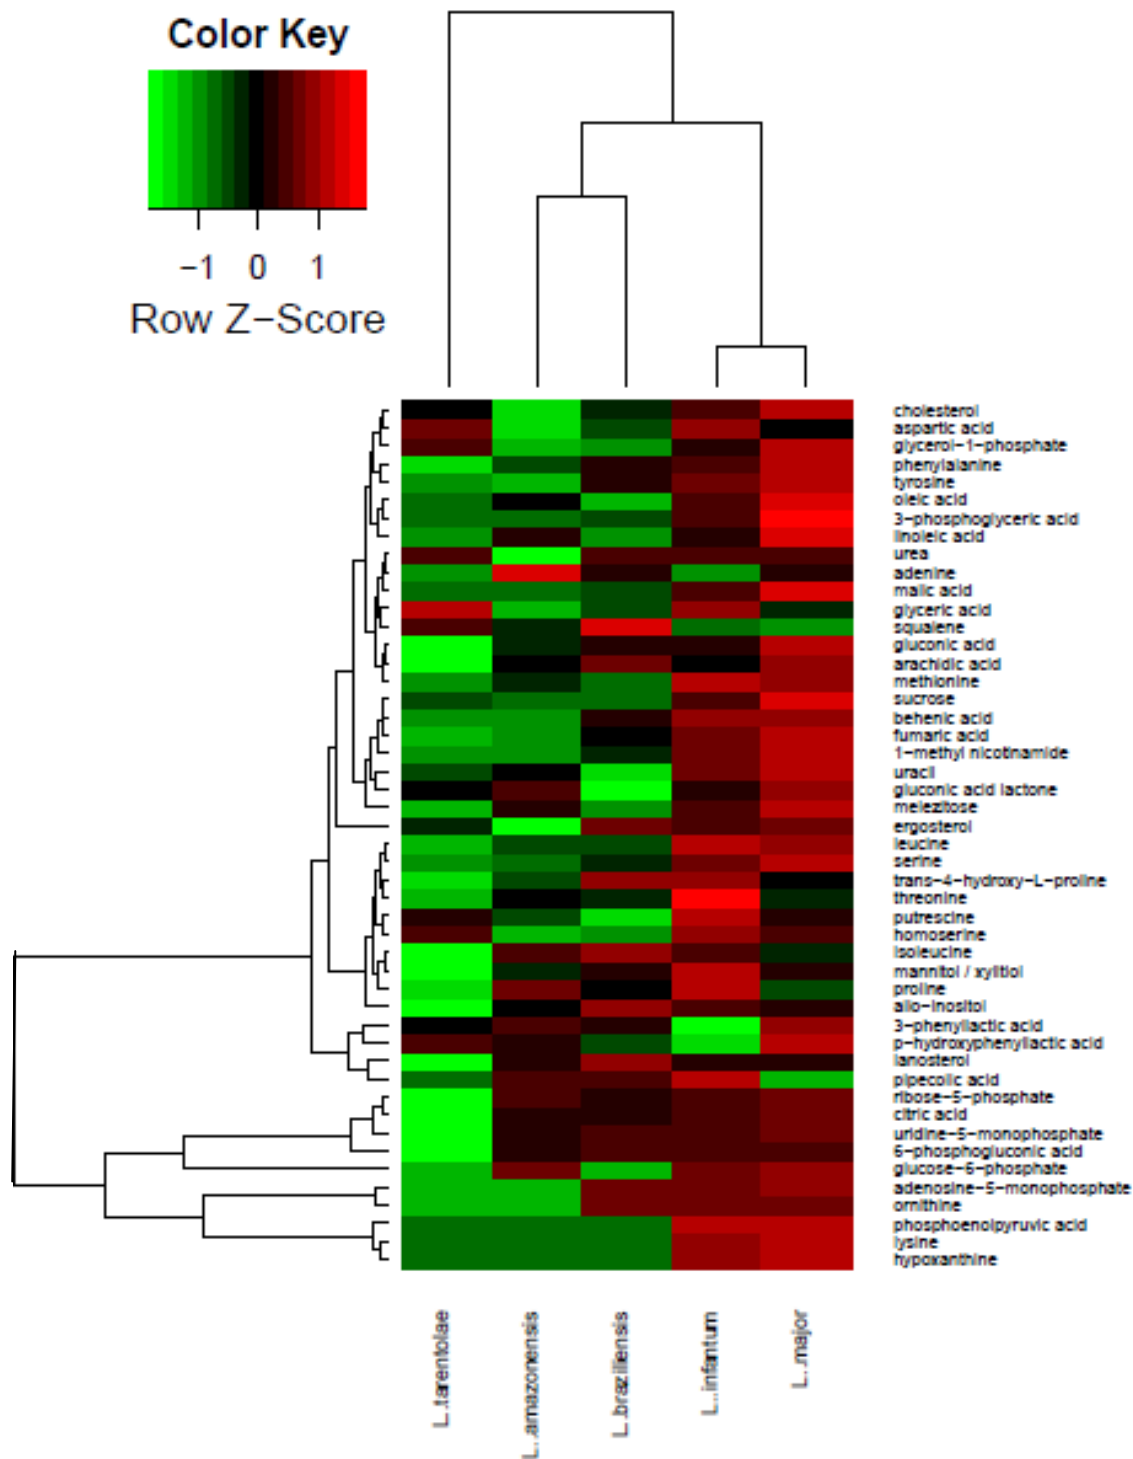 Color Key
−1 0 1
Row Z−Score
cholesterol
aspartic acid
glycerol−1−phosphate
phenylalanine
tyrosine
oleic acid
3−phosphoglyceric acid
linoleic acid
urea
adenine
malic acid
glyceric acid
squalene
gluconic acid
arachidic acid
methionine
sucrose
behenic acid
fumaric acid
1−methyl nicotinamide
uracil
gluconic acid lactone
melezitose
ergosterol
leucine
serine
trans−4−hydroxy−L−proline
threonine
putrescine
homoserine
isoleucine
mannitol / xylitol
proline
allo−inositol
3−phenyllactic acid
p−hydroxyphenyllactic acid
lanosterol
pipecolic acid
ribose−5−phosphate
citric acid
uridine−5−monophosphate
6−phosphogluconic acid
glucose−6−phosphate
adenosine−5−monophosphate
ornithine
phosphoenolpyruvic acid
lysine
hypoxanthine
L.tarentolae
L..amazonensis
L.braziliensis
L..infantum
L..major